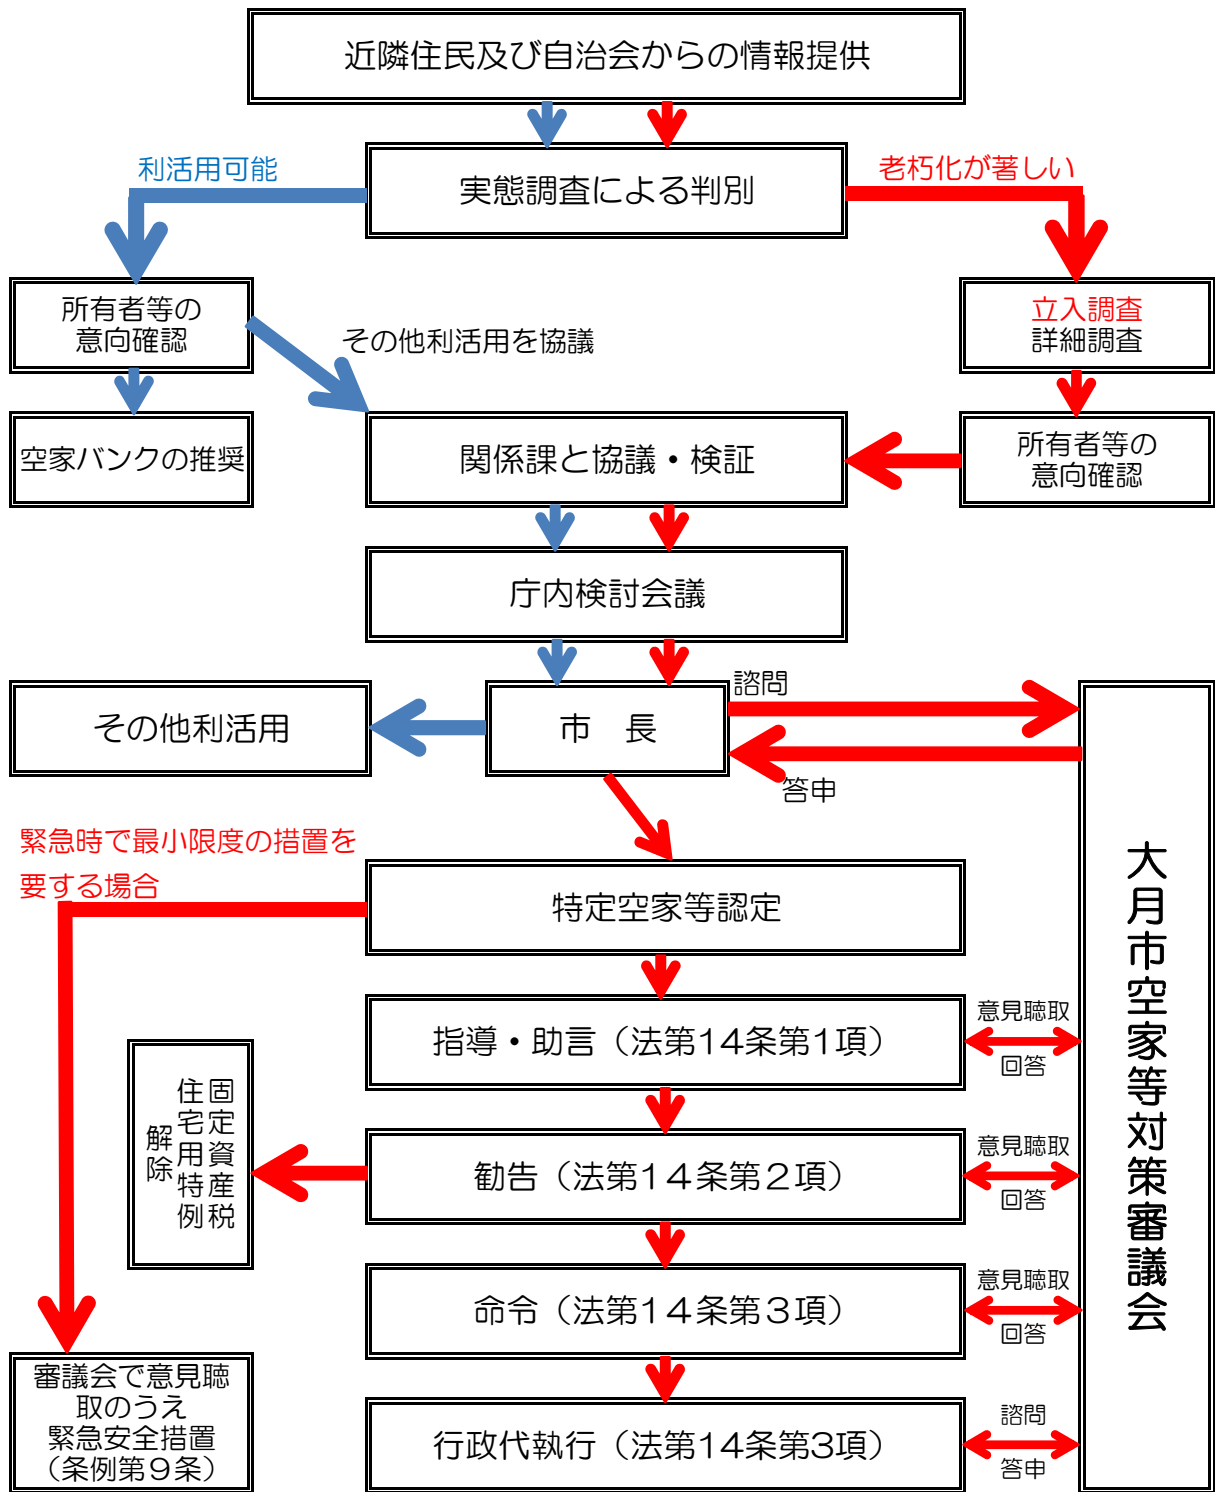 近隣住民及び自治会からの情報提供
利活用可能
実態調査による判別
老朽化が著しい
所有者等の
意向確認
その他利活用を協議
立入調査
詳細調査
空家バンクの推奨
関係課と協議・検証
所有者等の
意向確認
庁内検討会議
その他利活用
市　長
諮問
答申
緊急時で最小限度の措置を
要する場合
特定空家等認定
大月市空家等対策審議会
指導・助言（法第14条第1項）
意見聴取
回答
固定資産税
住宅用特例
解除
勧告（法第１４条第２項）
意見聴取
回答
命令（法第１４条第３項）
意見聴取
回答
審議会で意見聴
取のうえ
緊急安全措置
（条例第９条）
行政代執行（法第14条第3項）
諮問
答申